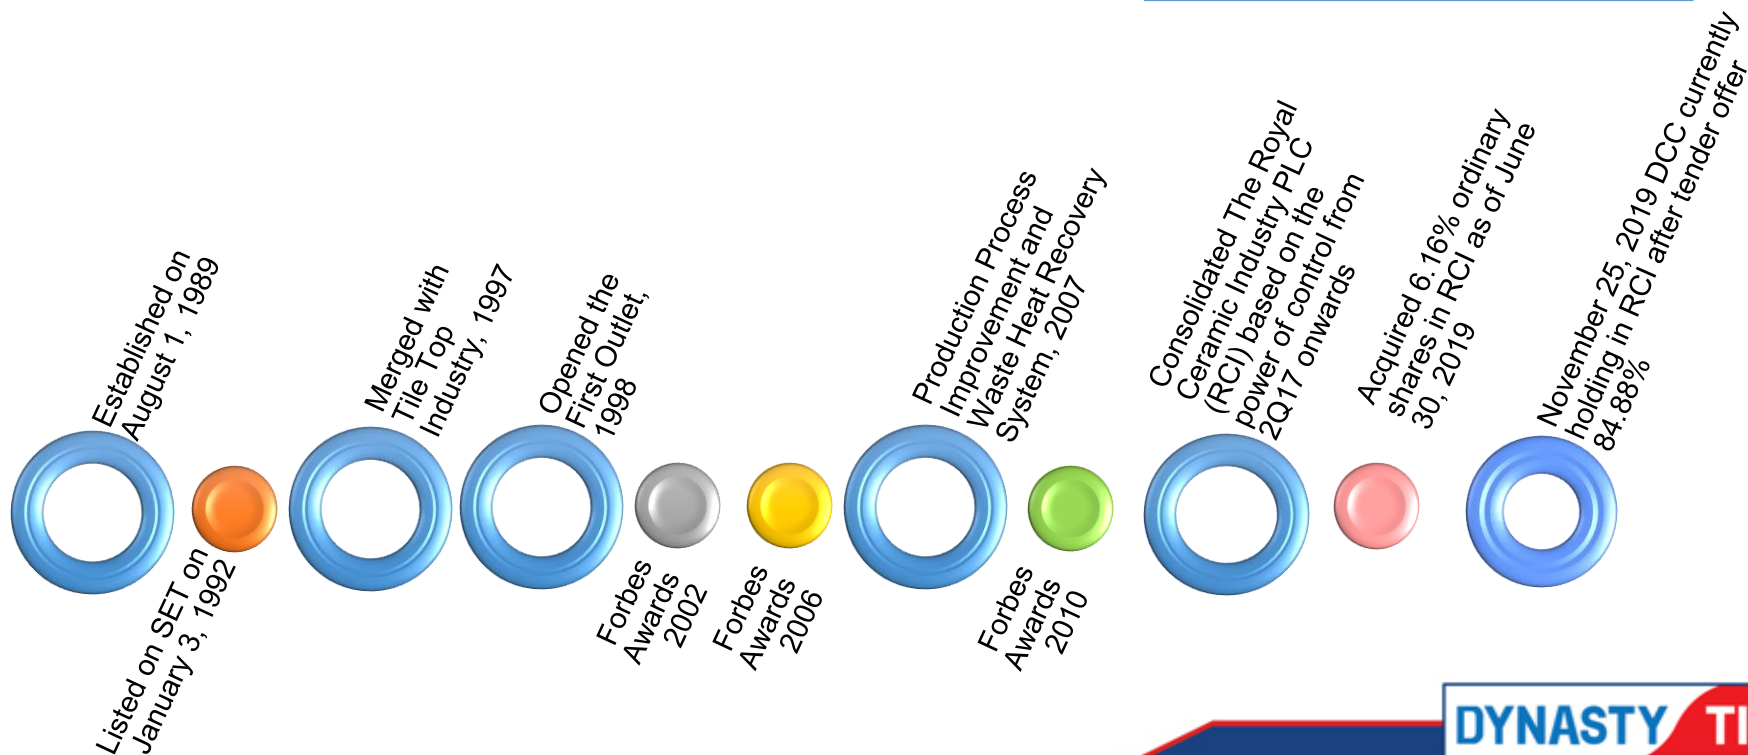 Established on
August 1, 1989
Listed on SET on
January 3, 1992
Merged with
Tile Top
Industry, 1997
Opened the
First Outlet,
1998
Forbes
Awards
2002
Forbes
Awards
2006
Production Process
Improvement and
Waste Heat Recovery
System, 2007
Forbes
Awards
2010
Consolidated The Royal
Ceramic Industry PLC
(RCI) based on the
power of control from
2Q17 onwards
Acquired 6.16% ordinary
shares in RCI as of June
30, 2019
November 25, 2019 DCC currently
holding in RCI after tender offer
84.88%
DYNASTY TI